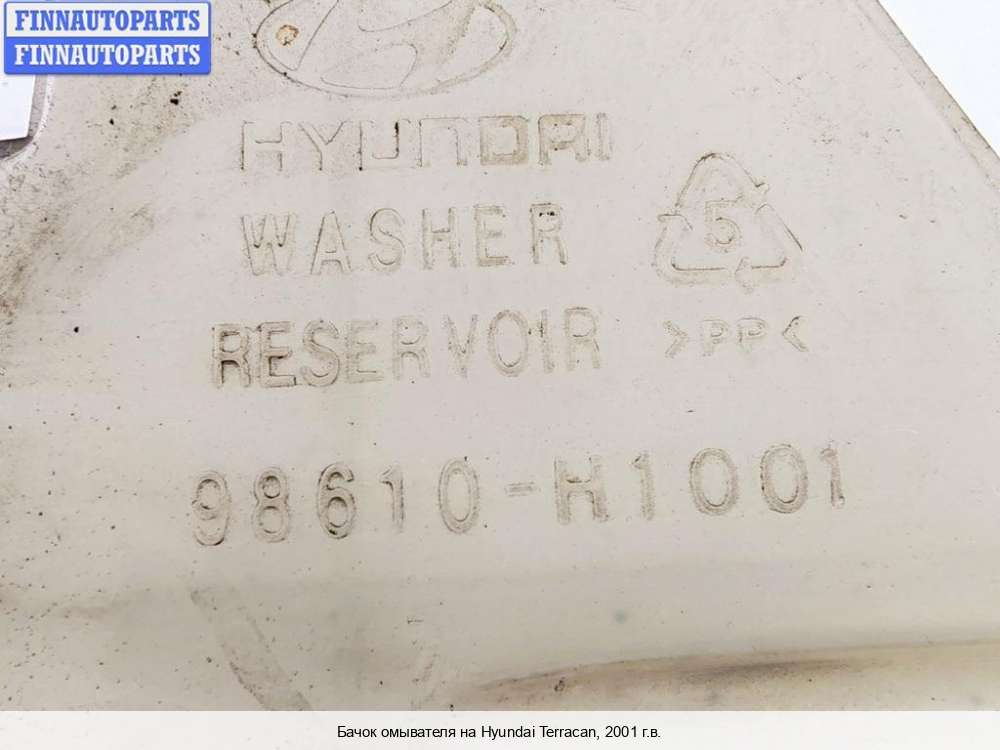 FINNAUTOPARTS
FINNAUTOPARTS
HYUNDAI
WASHER
5
RESERVOIR >PP<
98610-H1001
Бачок омывателя на Hyundai Terracan, 2001 г.в.